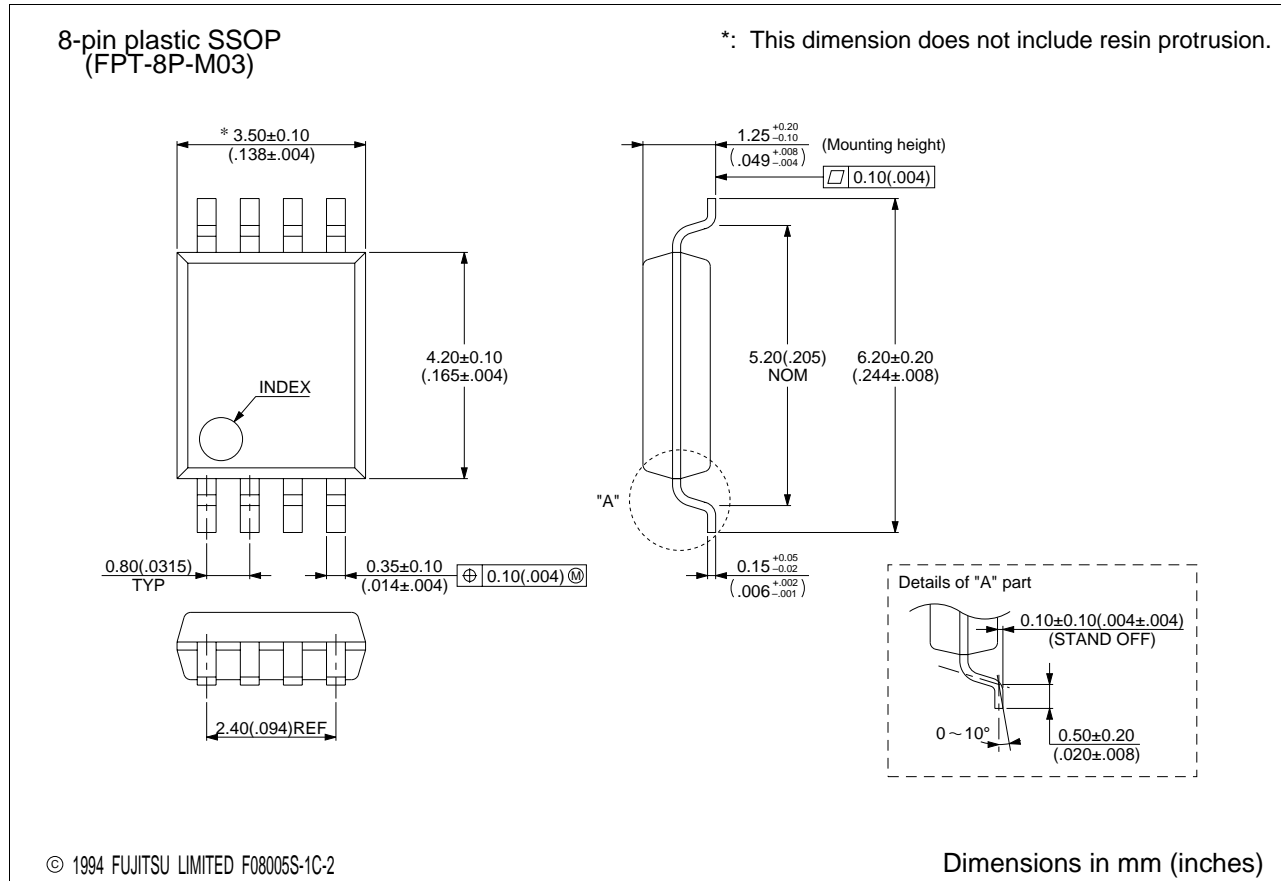 8-pin plastic SSOP
(FPT-8P-M03)
*: This dimension does not include resin protrusion.
* 3.50±0.10
(.138±.004)
1.25 +0.20 –0.10
(.049 +.008 –.004)
(Mounting height)
0.10(.004)
4.20±0.10
(.165±.004)
INDEX
5.20(.205)
NOM
6.20±0.20
(.244±.008)
"A"
0.80(.0315)
TYP
0.35±0.10
(.014±.004)
⌖ 0.10(.004) Ⓜ
0.15 +0.05 –0.02
(.006 +.002 –.001)
Details of "A" part
0.10±0.10(.004±.004)
(STAND OFF)
0~10°
0.50±0.20
(.020±.008)
2.40(.094)REF
© 1994 FUJITSU LIMITED F08005S-1C-2
Dimensions in mm (inches)